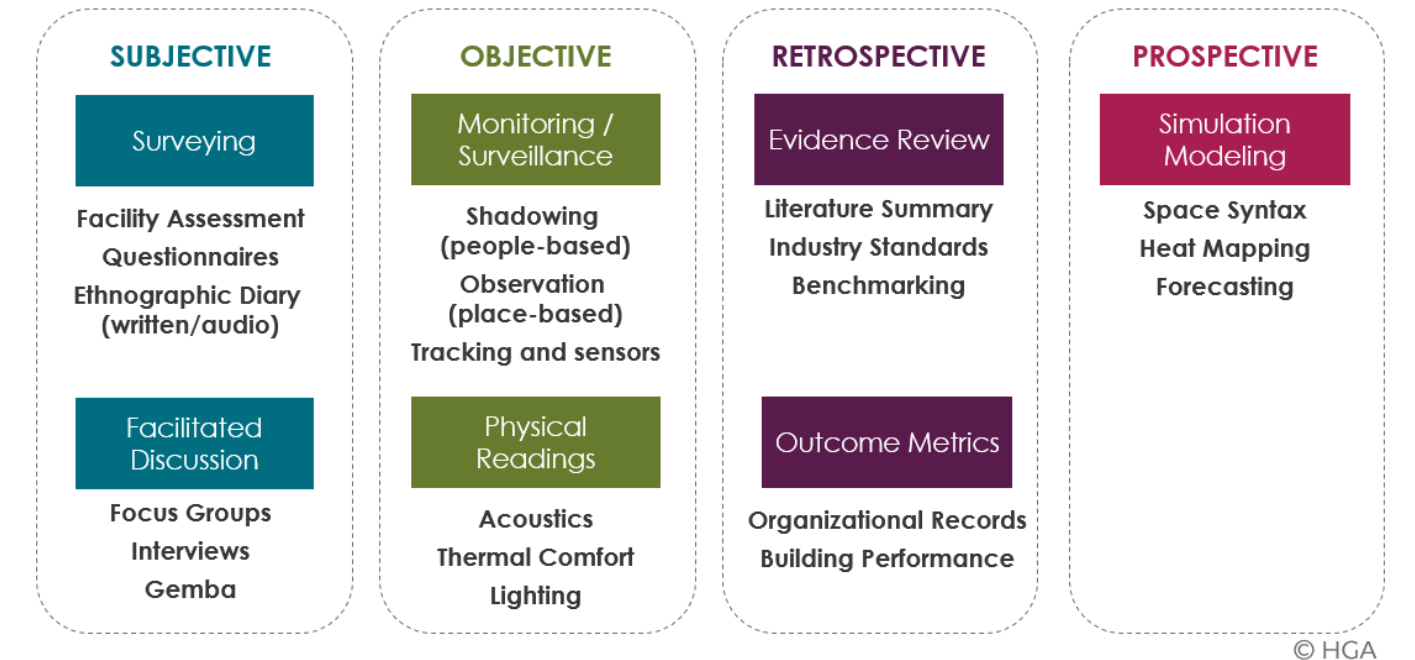 SUBJECTIVE
Surveying
Facility Assessment
Questionnaires
Ethnographic Diary
(written/audio)
Facilitated
Discussion
Focus Groups
Interviews
Gemba
OBJECTIVE
Monitoring /
Surveillance
Shadowing
(people-based)
Observation
(place-based)
Tracking and sensors
Physical
Readings
Acoustics
Thermal Comfort
Lighting
RETROSPECTIVE
Evidence Review
Literature Summary
Industry Standards
Benchmarking
Outcome Metrics
Organizational Records
Building Performance
PROSPECTIVE
Simulation
Modeling
Space Syntax
Heat Mapping
Forecasting
© HGA